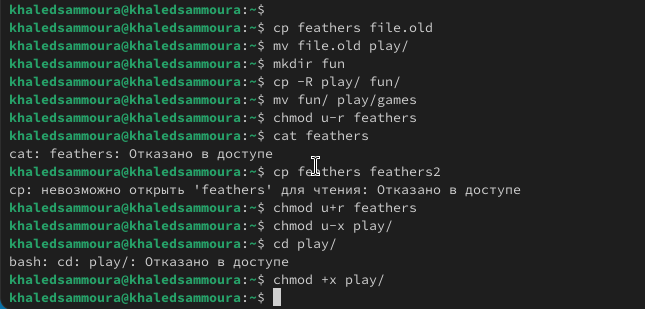 khaledsammoura@khaledsammoura:~$
khaledsammoura@khaledsammoura:~$ cp feathers file.old
khaledsammoura@khaledsammoura:~$ mv file.old play/
khaledsammoura@khaledsammoura:~$ mkdir fun
khaledsammoura@khaledsammoura:~$ cp -R play/ fun/
khaledsammoura@khaledsammoura:~$ mv fun/ play/games
khaledsammoura@khaledsammoura:~$ chmod u-r feathers
khaledsammoura@khaledsammoura:~$ cat feathers
cat: feathers: Отказано в доступе
khaledsammoura@khaledsammoura:~$ cp feathers feathers2
cp: невозможно открыть 'feathers' для чтения: Отказано в доступе
khaledsammoura@khaledsammoura:~$ chmod u+r feathers
khaledsammoura@khaledsammoura:~$ chmod u-x play/
khaledsammoura@khaledsammoura:~$ cd play/
bash: cd: play/: Отказано в доступе
khaledsammoura@khaledsammoura:~$ chmod +x play/
khaledsammoura@khaledsammoura:~$